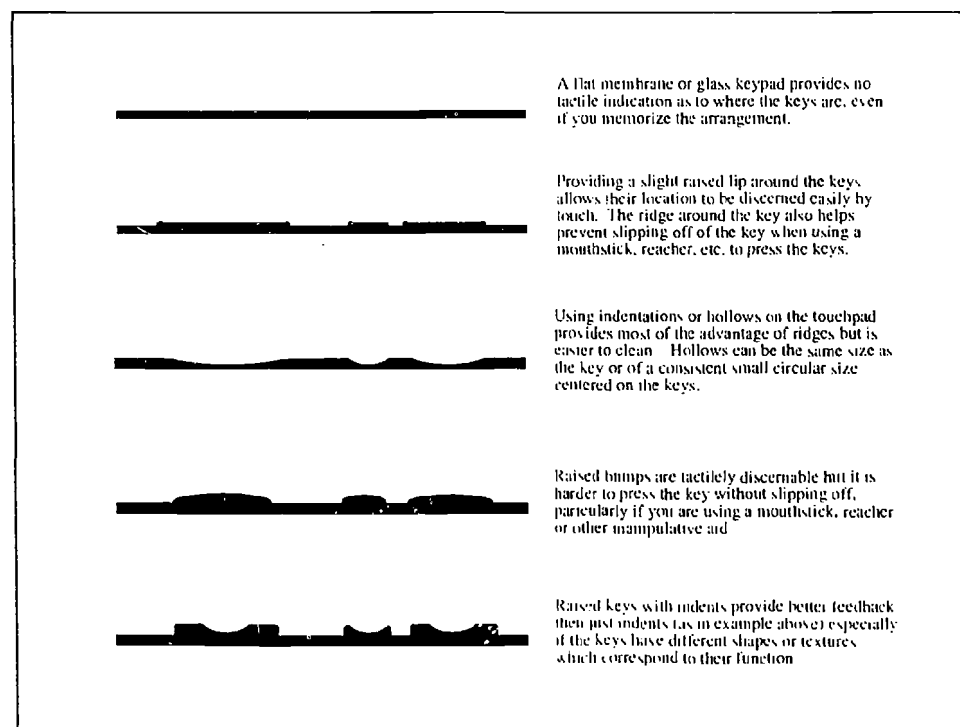 A flat membrane or glass keypad provides no
tactile indication as to where the keys are, even
if you memorize the arrangement.
Providing a slight raised lip around the keys
allows their location to be discerned easily by
touch. The ridge around the key also helps
prevent slipping off of the key when using a
mouthstick, reacher, etc. to press the keys.
Using indentations or hollows on the touchpad
provides most of the advantage of ridges but is
easier to clean Hollows can be the same size as
the key or of a consistent small circular size
centered on the keys.
Raised bumps are tactilely discernable but it is
harder to press the key without slipping off,
paricularly if you are using a mouthstick, reacher
or other manipulative aid
Raised keys with indents provide better feedback
then just indents (as in example above) especially
if the keys have different shapes or textures
which correspond to their function